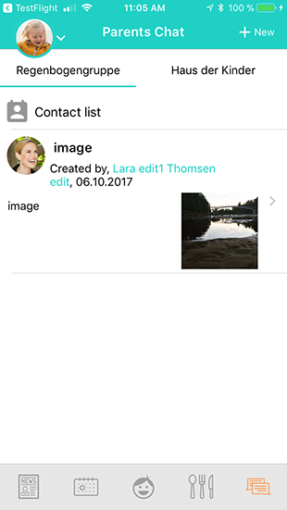 TestFlight 11:05 AM 100 %
Parents Chat + New
Regenbogengruppe Haus der Kinder
Contact list
image
Created by, Lara edit1 Thomsen
edit, 06.10.2017
image
NEWS